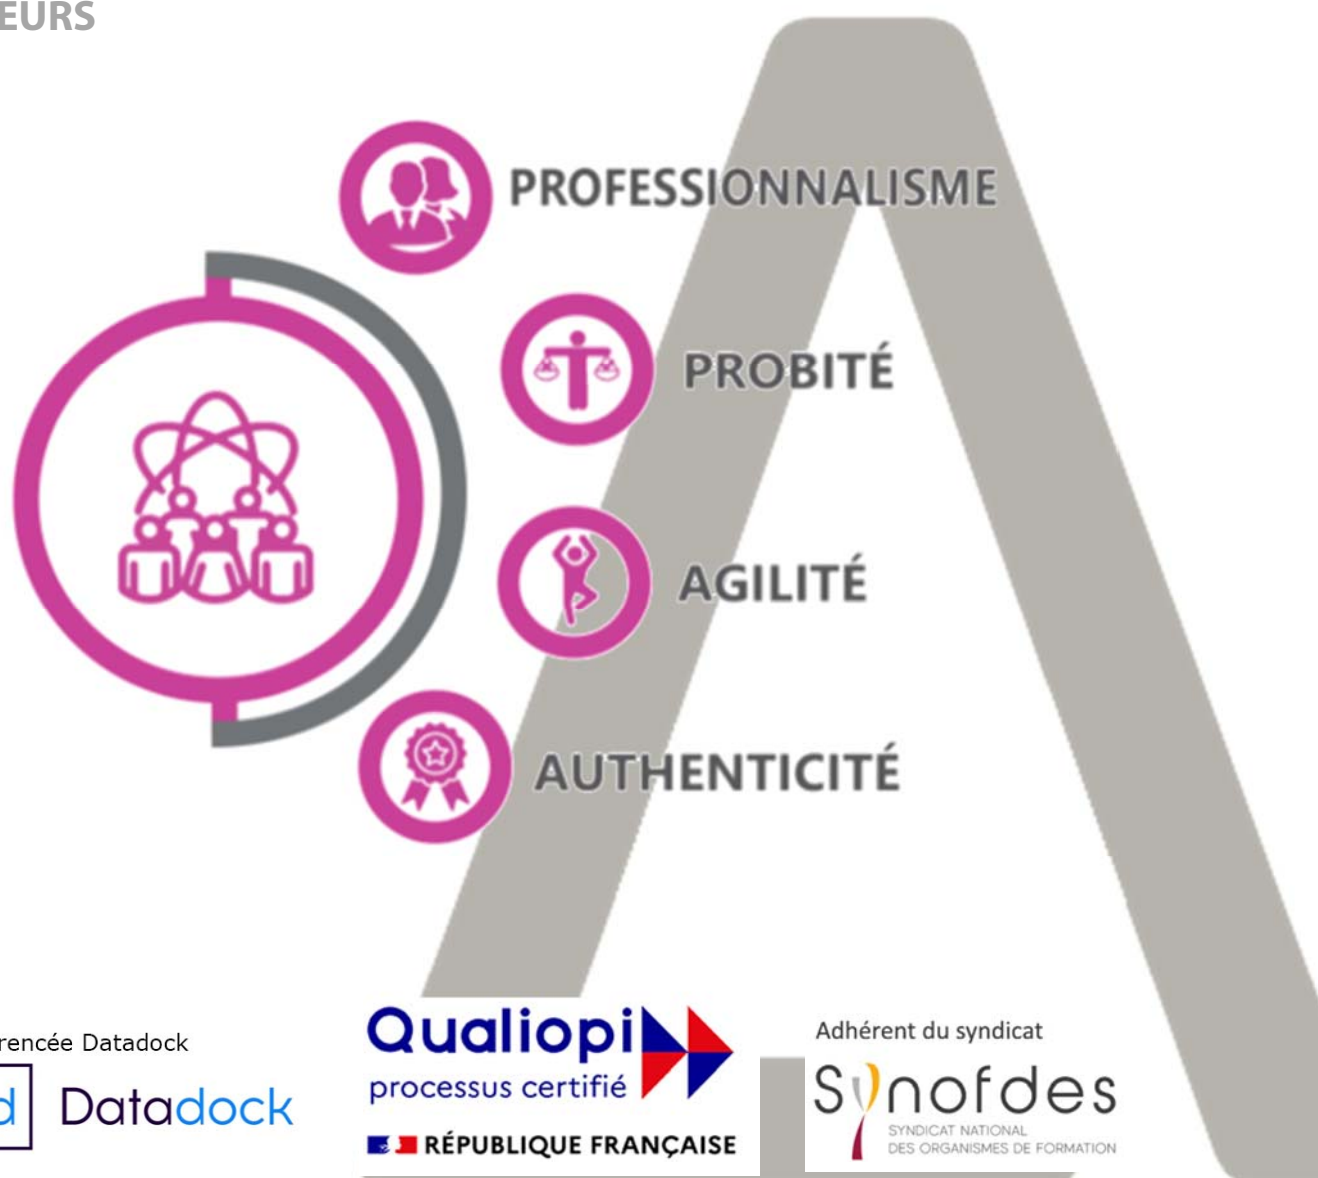 EURS
PROFESSIONNALISME
PROBITÉ
AGILITÉ
AUTHENTICITÉ
rencée Datadock
d Datadock
Qualiopi
processus certifié
RÉPUBLIQUE FRANÇAISE
Adhérent du syndicat
Synofdes
SYNDICAT NATIONAL
DES ORGANISMES DE FORMATION